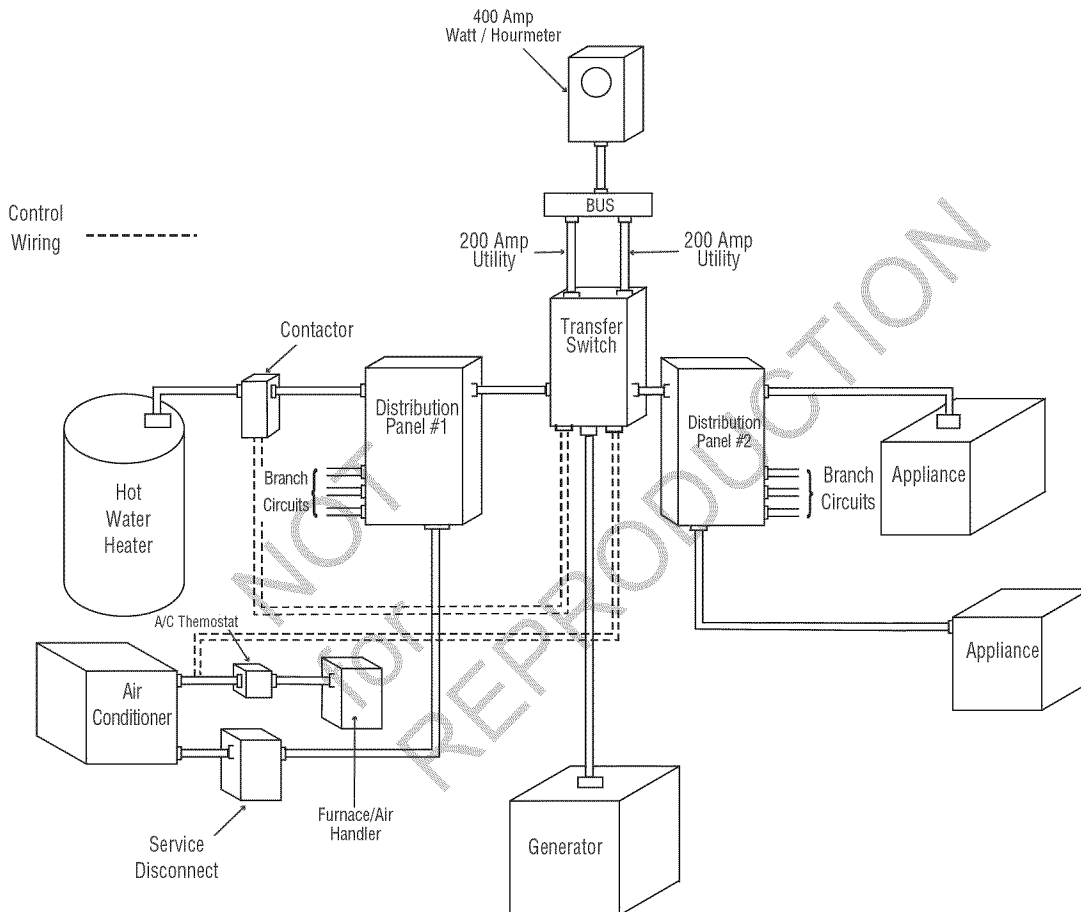 400 Amp
Watt / Hourmeter
BUS
Control
Wiring
200 Amp
Utility
200 Amp
Utility
Transfer
Switch
Contactor
Distribution
Panel #1
Distribution
Panel #2
Branch
Circuits
Branch
Circuits
Appliance
Hot
Water
Heater
A/C Themostat
Appliance
Air
Conditioner
Furnace/Air
Handler
Service
Disconnect
Generator
NOT
for
REPRODUCTION